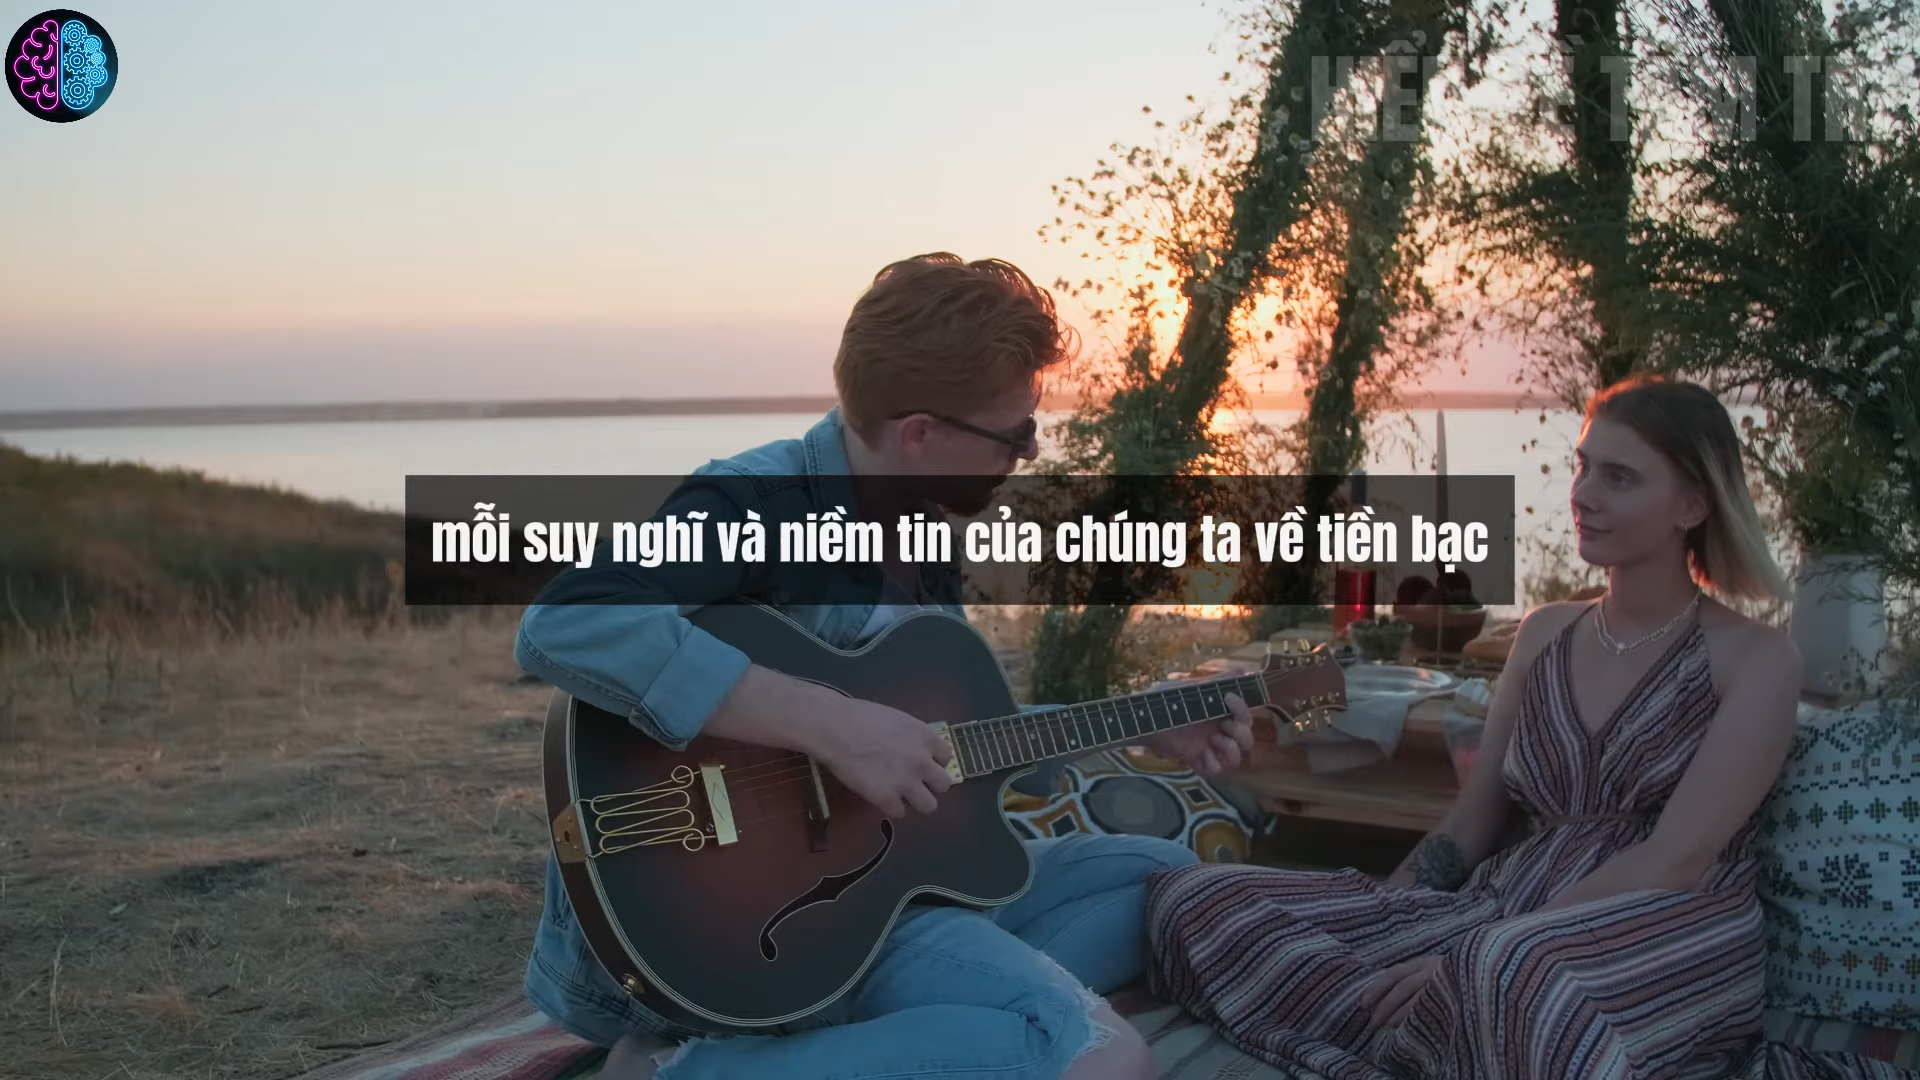 mỗi suy nghĩ và niềm tin của chúng ta về tiền bạc